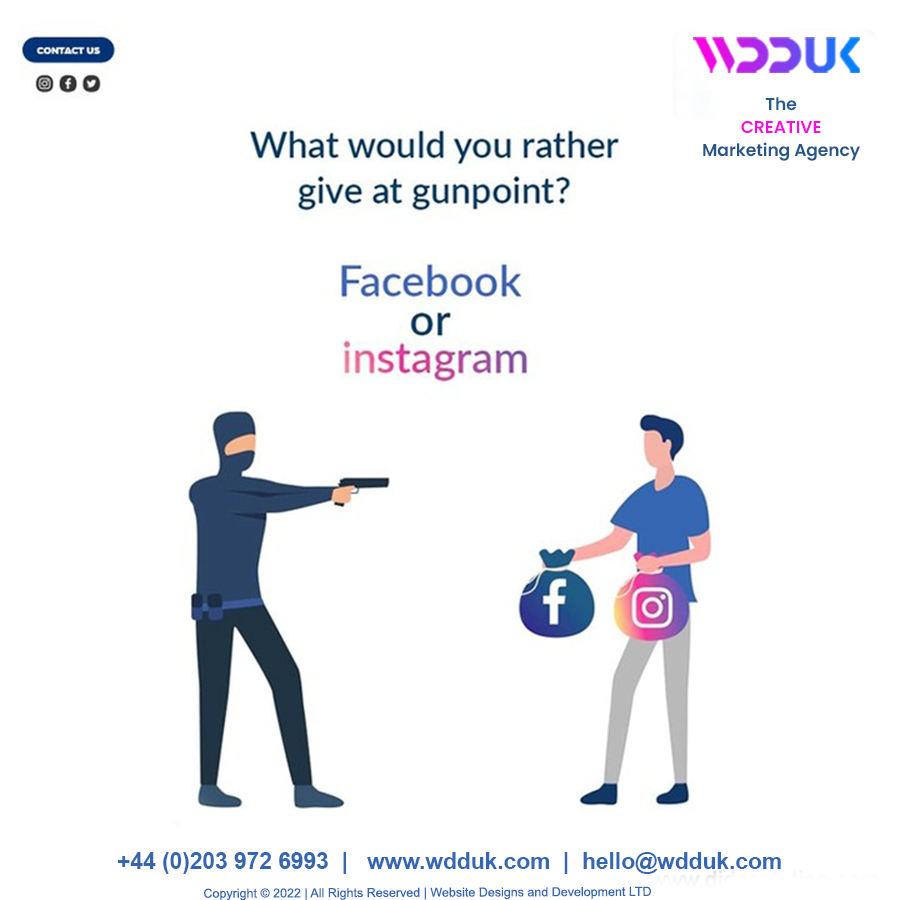 CONTACT US
WDDUK
The
CREATIVE
Marketing Agency
What would you rather
give at gunpoint?
Facebook
or
instagram
+44 (0)203 972 6993 | www.wdduk.com | hello@wdduk.com
Copyright © 2022 | All Rights Reserved | Website Designs and Development LTD